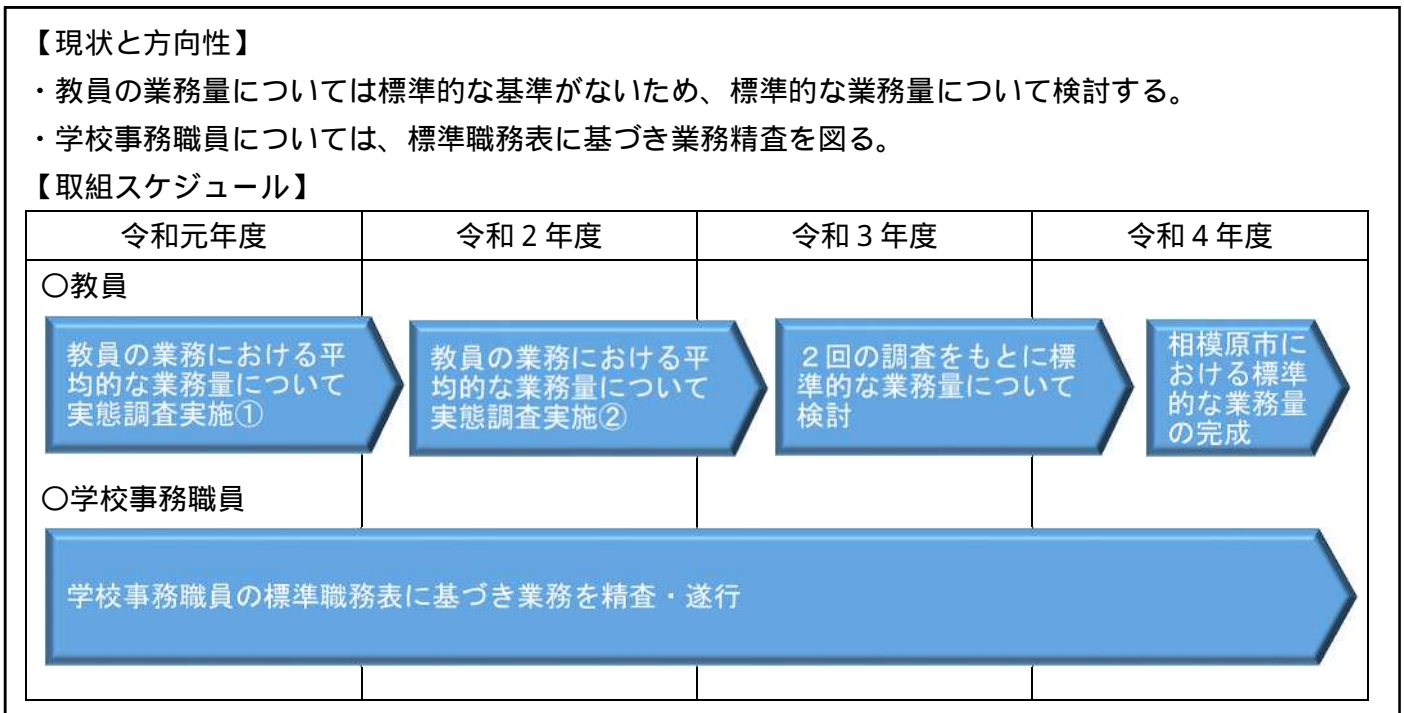 【現状と方向性】
・教員の業務量については標準的な基準がないため、標準的な業務量について検討する。
・学校事務職員については、標準職務表に基づき業務精査を図る。
【取組スケジュール】
令和元年度
令和２年度
令和３年度
令和４年度
○教員
教員の業務における平
均的な業務量について
実態調査実施①
教員の業務における平
均的な業務量について
実態調査実施②
２回の調査をもとに標
準的な業務量について
検討
相模原市に
おける標準
的な業務量
の完成
○学校事務職員
学校事務職員の標準職務表に基づき業務を精査・遂行